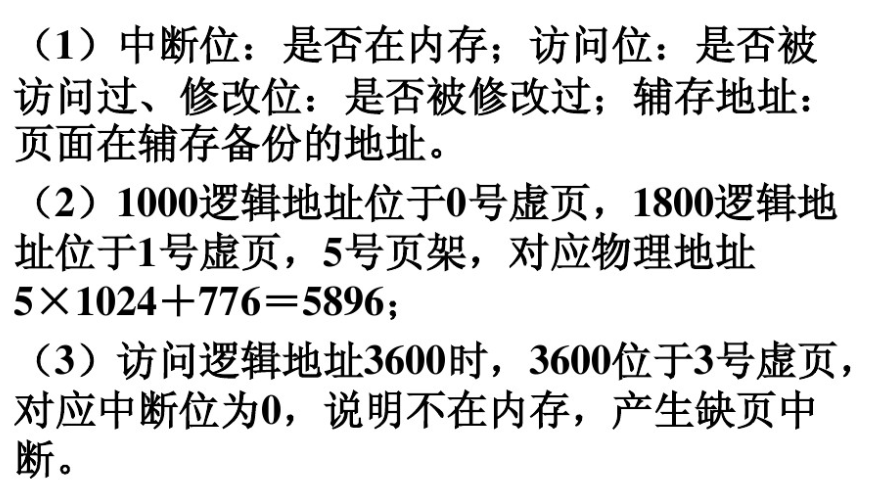 （1）中断位：是否在内存；访问位：是否被
访问过、修改位：是否被修改过；辅存地址：
页面在辅存备份的地址。
（2）1000逻辑地址位于0号虚页，1800逻辑地
址位于1号虚页，5号页架，对应物理地址
5×1024＋776＝5896；
（3）访问逻辑地址3600时，3600位于3号虚页，
对应中断位为0，说明不在内存，产生缺页中
断。